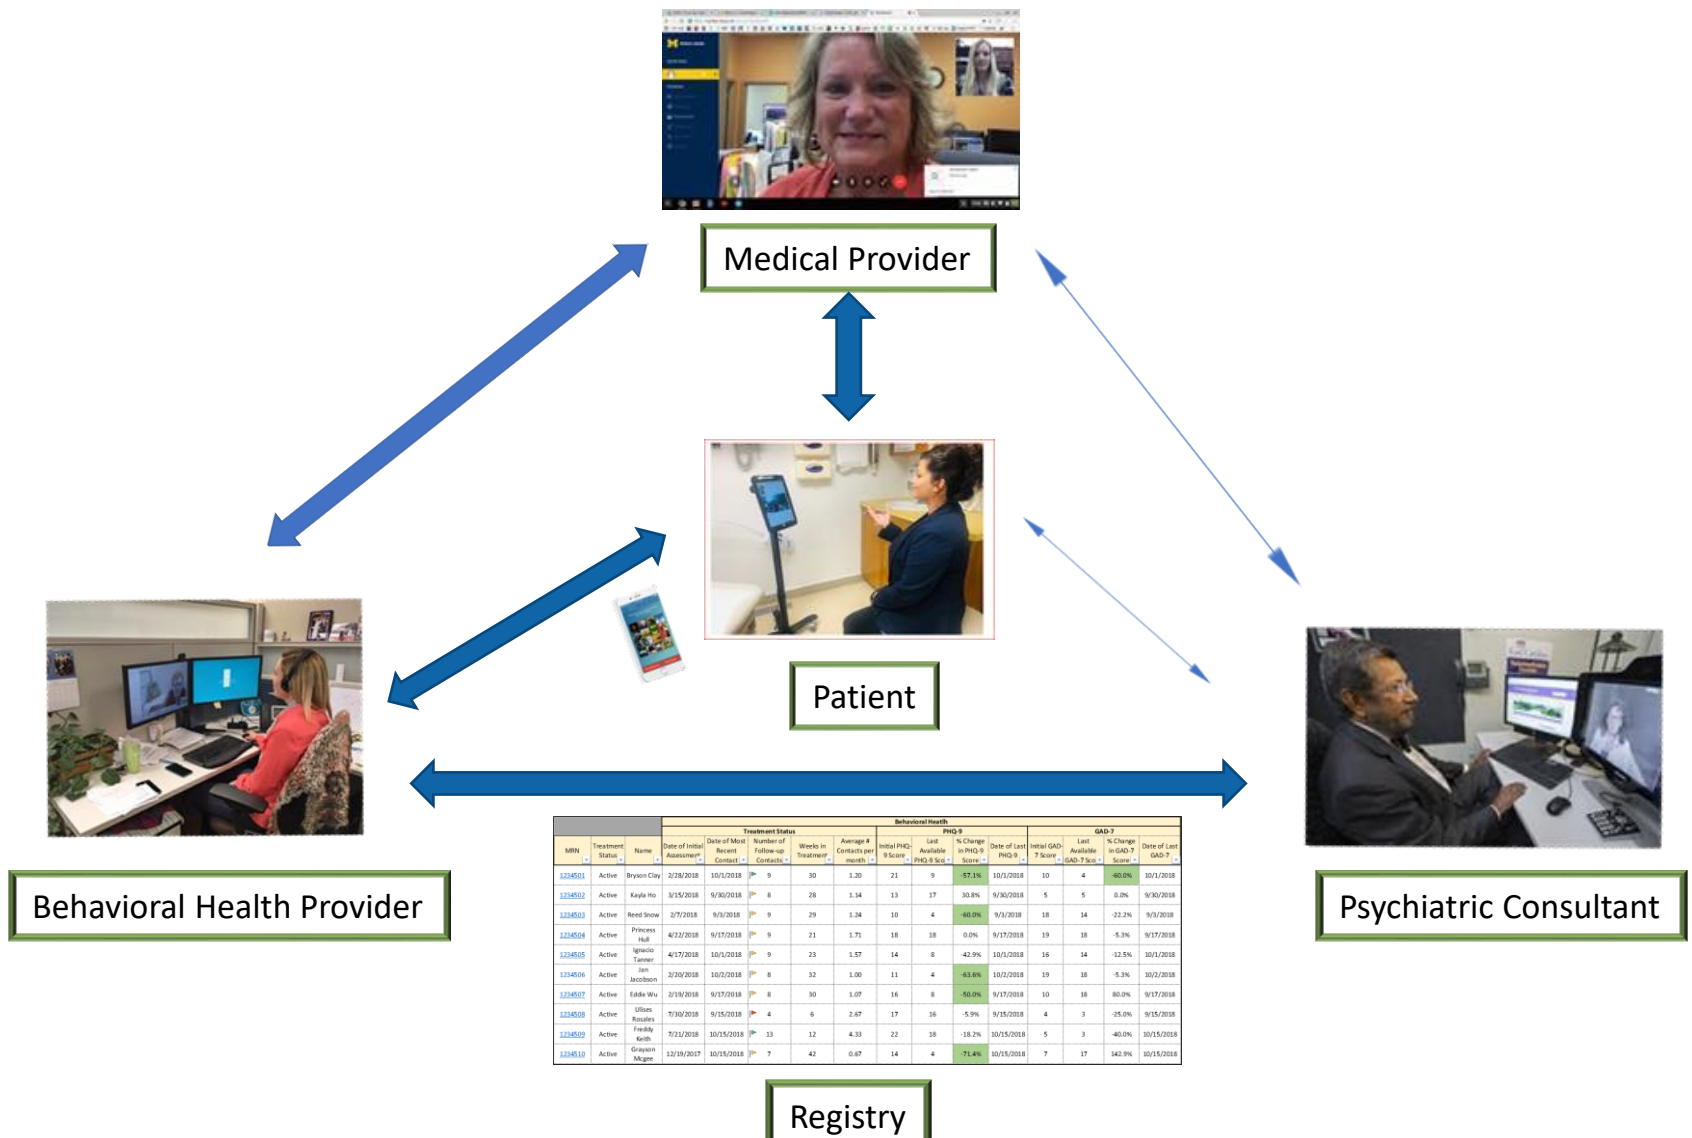 Medical Provider
Patient
Behavioral Health Provider
Psychiatric Consultant
Behavioral Heatlh
Treatment Status PHQ-9 GAD-7
MRN Treatment Status Name Date of Initial Date of Most Recent Contact Number of Follow-up Contacts Weeks in Average # Contacts per month Initial PHQ-9 Score Last Available % Change in PHQ-9 Score Date of Last PHQ-9 Initial GAD-7 Score Last Available % Change in GAD-7 Score Date of Last GAD-7
1234501 Active Bryson Clay 2/28/2018 10/1/2018 9 30 1.20 21 9 -57.1% 10/1/2018 10 4 -60.0% 10/1/2018
1234502 Active Kayla Ho 3/15/2018 9/30/2018 8 28 1.14 13 17 30.8% 9/30/2018 5 5 0.0% 9/30/2018
1234503 Active Reed Snow 2/7/2018 9/3/2018 9 29 1.24 10 4 -60.0% 9/3/2018 18 14 -22.2% 9/3/2018
1234504 Active Princess Hull 4/22/2018 9/17/2018 9 21 1.71 18 18 0.0% 9/17/2018 19 18 -5.3% 9/17/2018
1234505 Active Ignacio Tanner 4/17/2018 10/1/2018 9 23 1.57 14 8 -42.9% 10/1/2018 16 14 -12.5% 10/1/2018
1234506 Active Jan Jacobson 2/20/2018 10/2/2018 8 32 1.00 11 4 -63.6% 10/2/2018 19 18 -5.3% 10/2/2018
1234507 Active Eddie Wu 2/19/2018 9/17/2018 8 30 1.07 16 8 -50.0% 9/17/2018 10 18 80.0% 9/17/2018
1234508 Active Ulises Rosales 7/30/2018 9/15/2018 4 6 2.67 17 16 -5.9% 9/15/2018 4 3 -25.0% 9/15/2018
1234509 Active Freddy Keith 7/21/2018 10/15/2018 13 12 4.33 22 18 -18.2% 10/15/2018 5 3 -40.0% 10/15/2018
1234510 Active Grayson Mcgee 12/19/2017 10/15/2018 7 42 0.67 14 4 -71.4% 10/15/2018 7 17 142.9% 10/15/2018
Registry